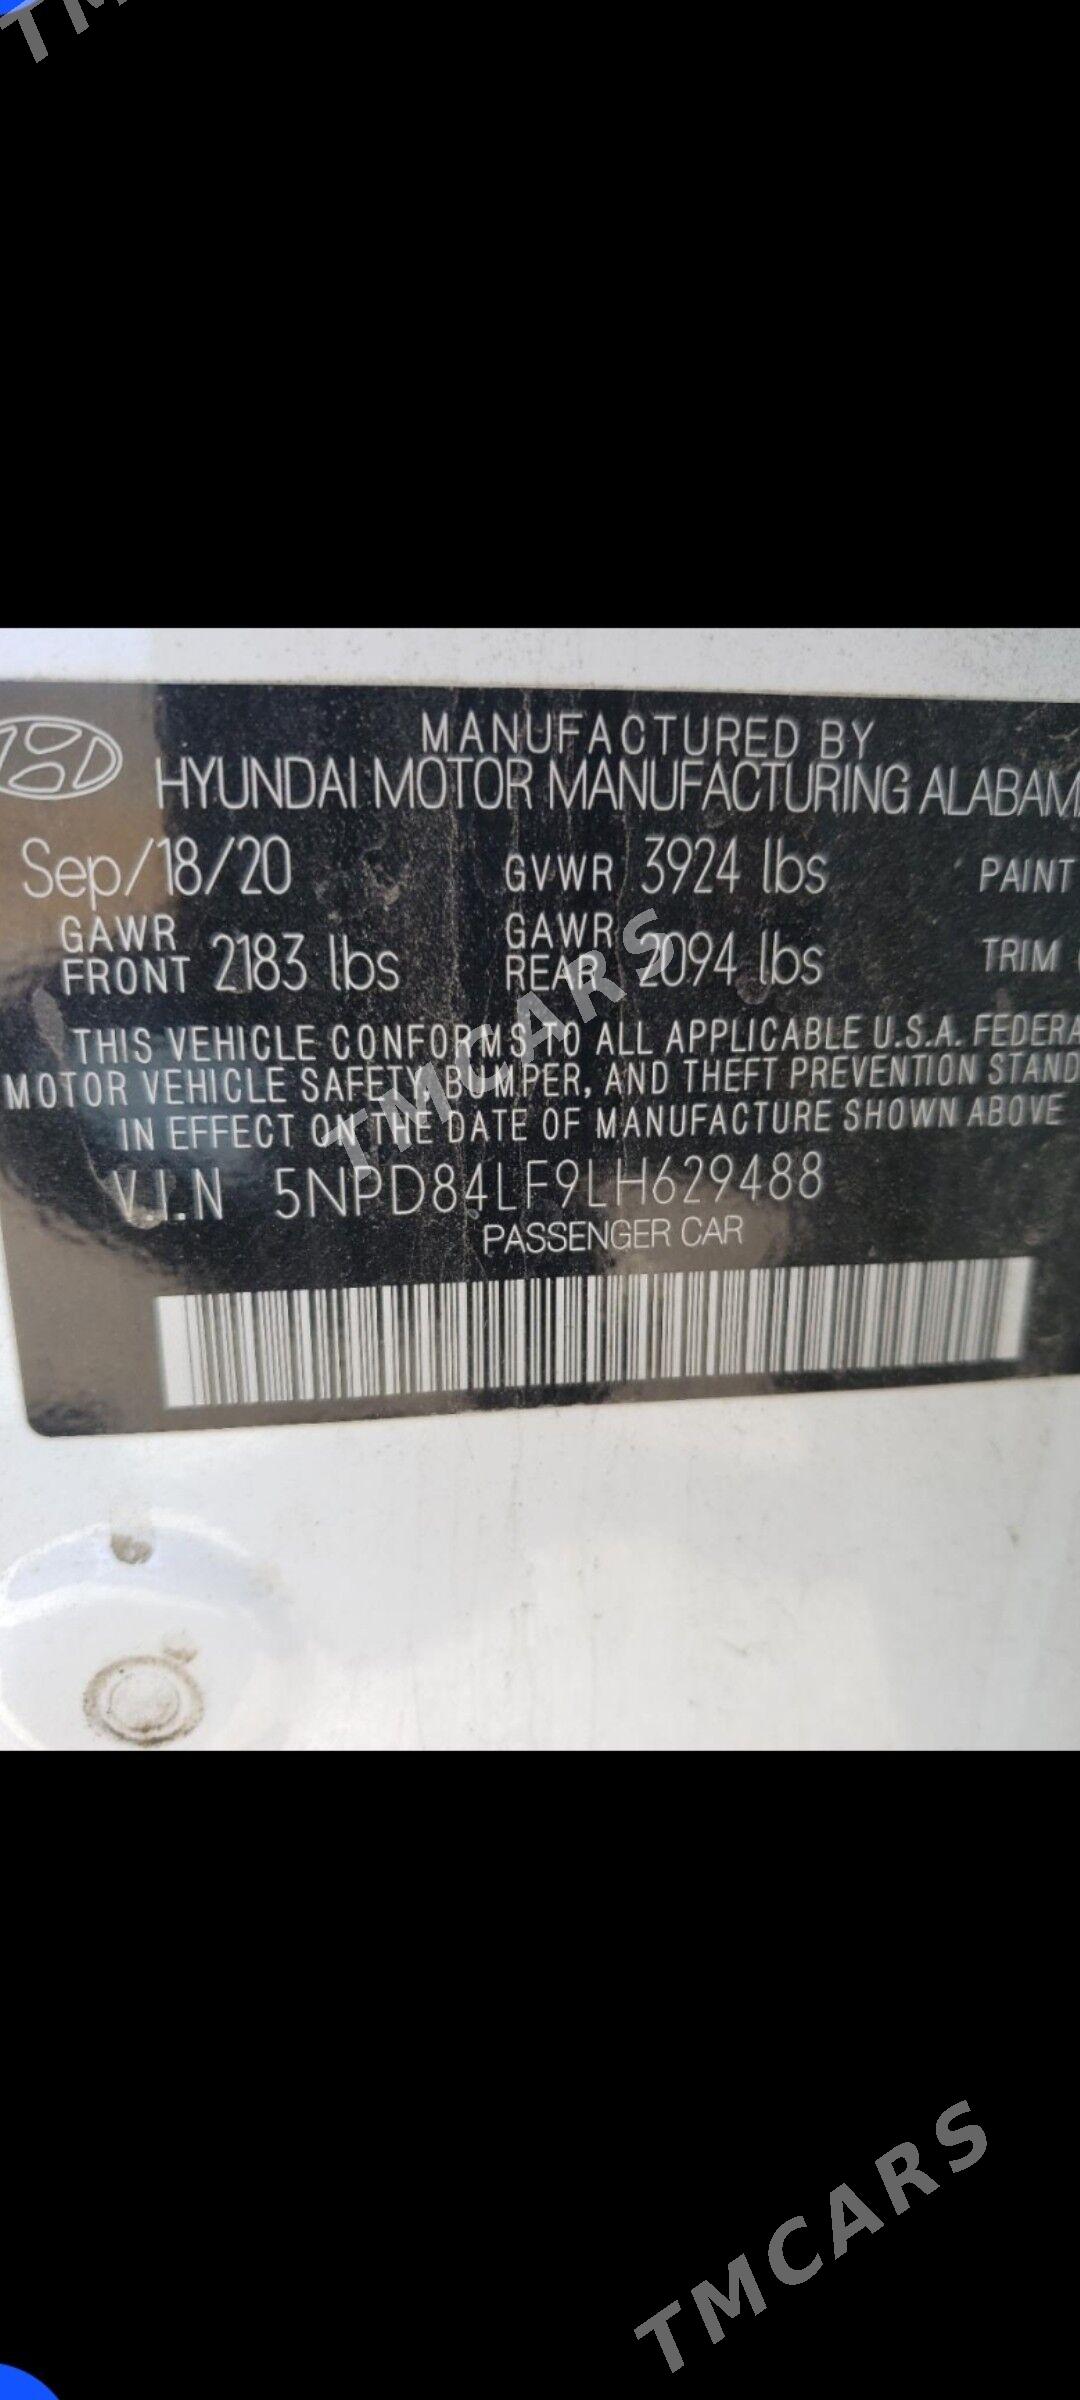 TM
MANUFACTURED BY
HYUNDAI MOTOR MANUFACTURING ALABAMA
Sep/18/20 GVWR 3924 lbs PAINT
GAWR FRONT 2183 lbs GAWR REAR 2094 lbs TRIM
THIS VEHICLE CONFORMS TO ALL APPLICABLE U.S.A. FEDERA
MOTOR VEHICLE SAFETY, BUMPER, AND THEFT PREVENTION STAND
IN EFFECT ON THE DATE OF MANUFACTURE SHOWN ABOVE
TMCARS
V.I.N 5NPD84LF9LH629488
PASSENGER CAR
TMCARS